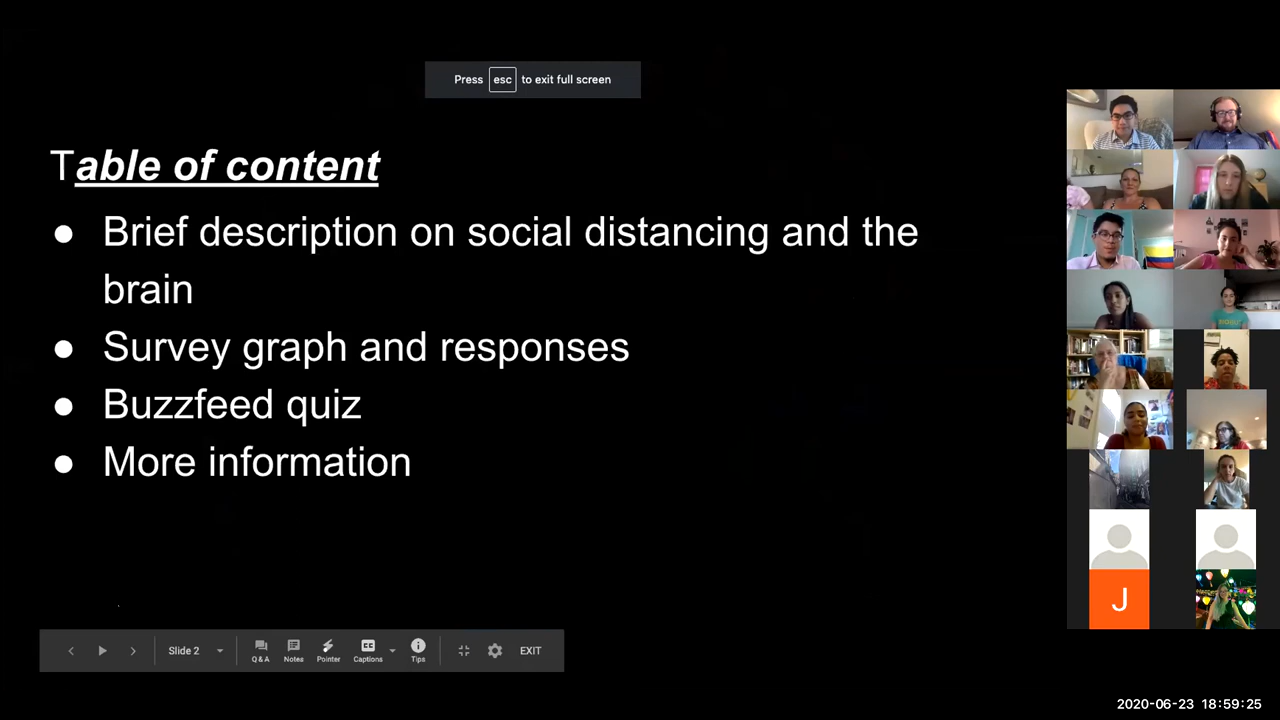 Press esc to exit full screen
Table of content
● Brief description on social distancing and the
brain
● Survey graph and responses
● Buzzfeed quiz
● More information
J
Slide 2
Q & A
Notes
Pointer
CC
Captions
Tips
EXIT
2020-06-23 18:59:25